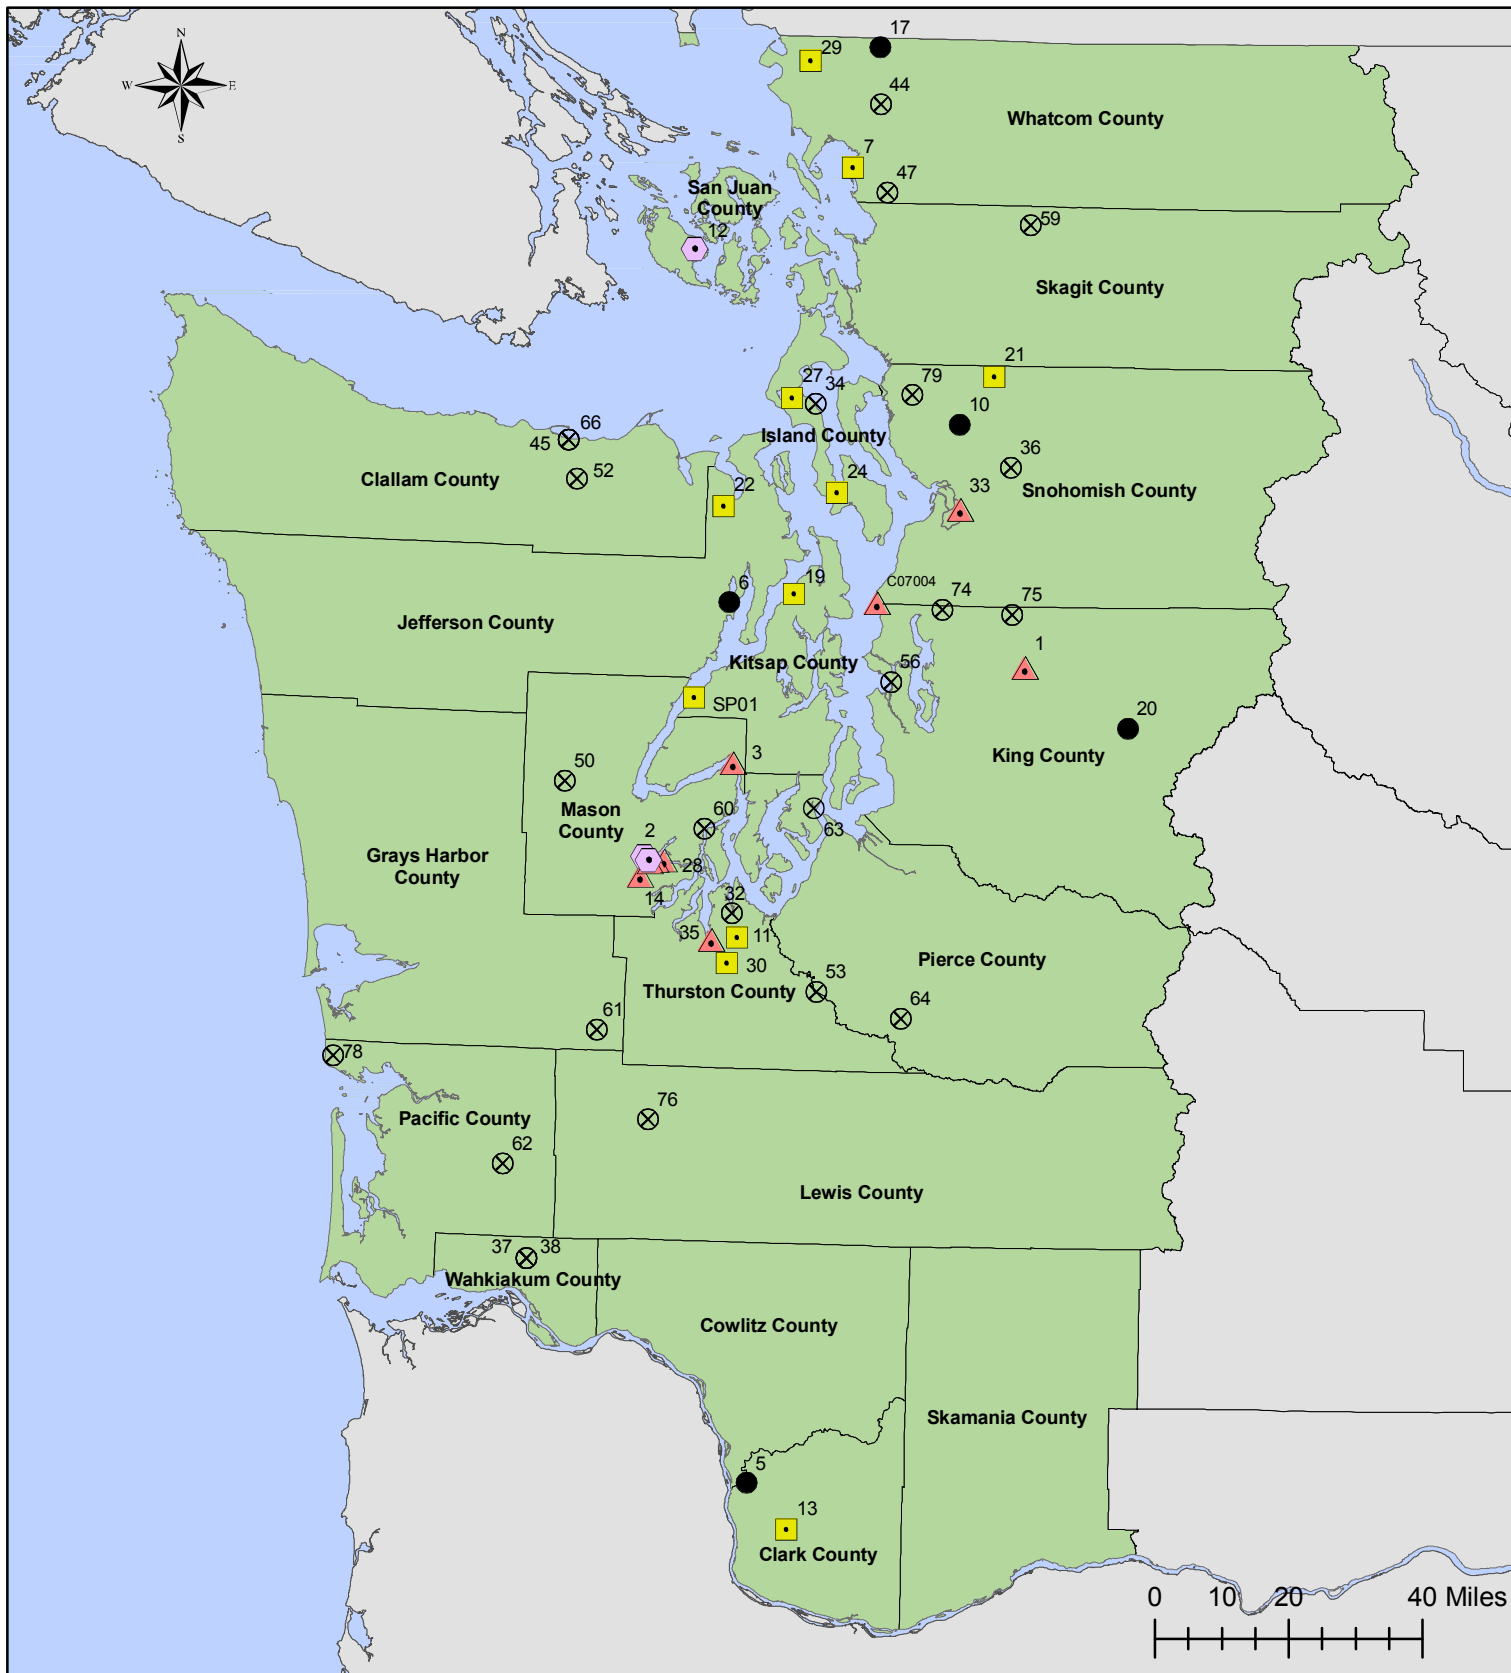 17
29
N
W E
S
44
Whatcom County
7
47
San Juan
County
59
12
Skagit County
21
27
34
79
10
Island County
66
45
36
52
Clallam County
24
22
33
Snohomish County
C07004
6
19
74
75
Jefferson County
1
Kitsap County
56
SP01
20
King County
3
50
Mason
County
60
63
2
Grays Harbor
County
28
14
32
35
11
30
Pierce County
Thurston County
53
64
61
78
76
Pacific County
62
Lewis County
37 38
Wahkiakum County
Cowlitz County
Skamania County
5
13
Clark County
0 10 20 40 Miles